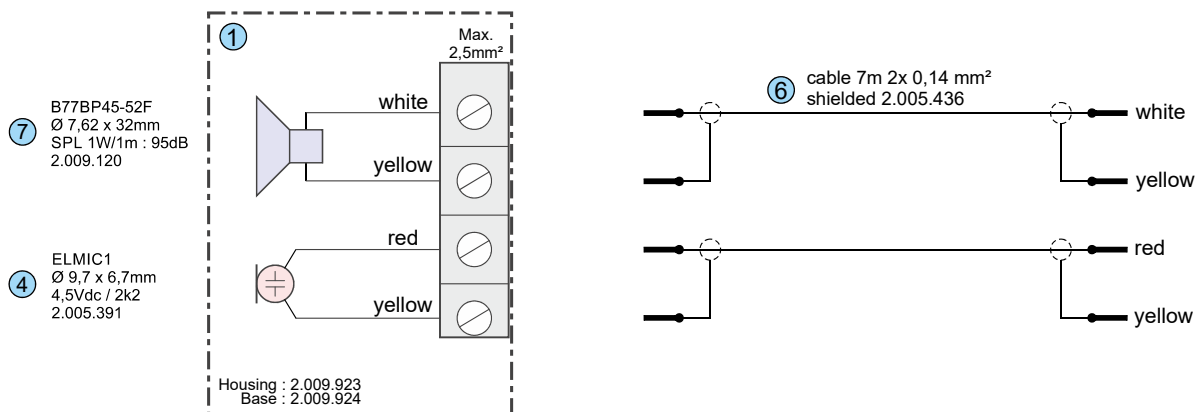 1
Max.
2,5mm²
white
yellow
red
yellow
7
B77BP45-52F
Ø 7,62 x 32mm
SPL 1W/1m : 95dB
2.009.120
4
ELMIC1
Ø 9,7 x 6,7mm
4,5Vdc / 2k2
2.005.391
Housing : 2.009.923
Base : 2.009.924
6
cable 7m 2x 0,14 mm²
shielded 2.005.436
white
yellow
red
yellow